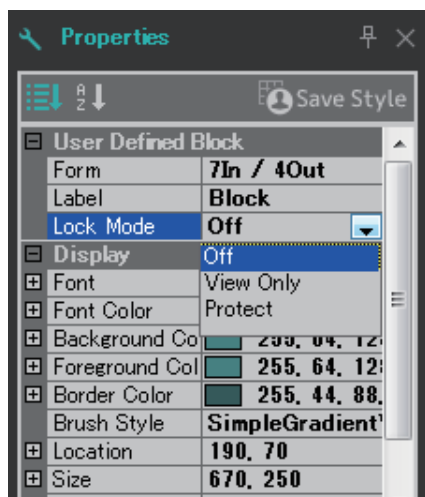 Properties
Save Style
User Defined Block
Form 7In / 4Out
Label Block
Lock Mode Off
Display Off
Font View Only
Font Color Protect
Background Co
Foreground Col 255, 64, 12
Border Color 255, 44, 88,
Brush Style SimpleGradient
Location 190, 70
Size 670, 250